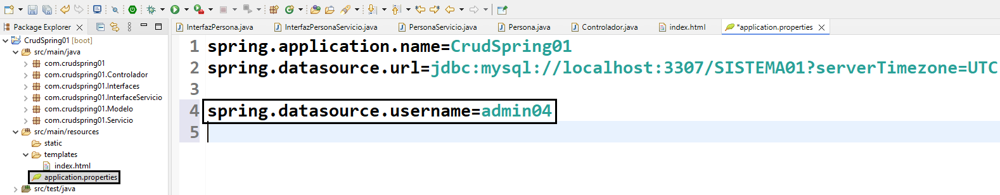 Package Explorer
CrudSpring01 [boot]
src/main/java
com.crudspring01
com.crudspring01.Controlador
com.crudspring01.Interfaces
com.crudspring01.InterfaceServicio
com.crudspring01.Modelo
com.crudspring01.Servicio
src/main/resources
static
templates
index.html
application.properties
src/test/java
InterfazPersona.java
InterfazPersonaServicio.java
PersonaServicio.java
Persona.java
Controlador.java
index.html
*application.properties
1 spring.application.name=CrudSpring01
2 spring.datasource.url=jdbc:mysql://localhost:3307/SISTEMA01?serverTimezone=UTC
3
4 spring.datasource.username=admin04
5